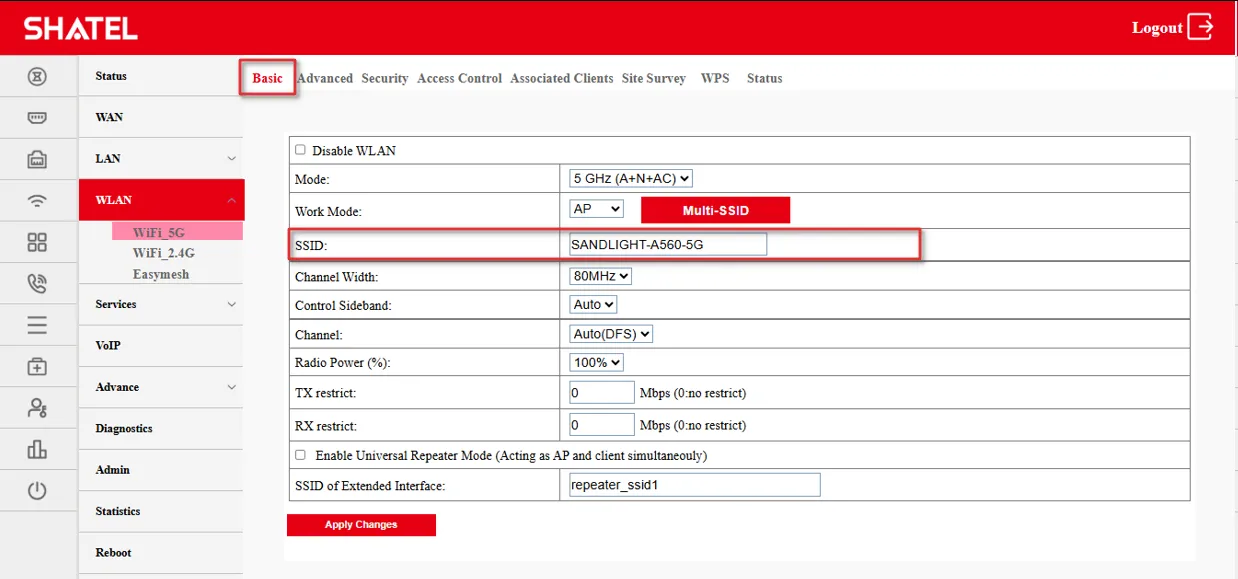 SHATEL
Logout
Status
WAN
LAN
WLAN
WiFi_5G
WiFi_2.4G
Easymesh
Services
VoIP
Advance
Diagnostics
Admin
Statistics
Reboot
Basic Advanced Security Access Control Associated Clients Site Survey WPS Status
Disable WLAN
Mode: 5 GHz (A+N+AC)
Work Mode: AP Multi-SSID
SSID: SANDLIGHT-A560-5G
Channel Width: 80MHz
Control Sideband: Auto
Channel: Auto(DFS)
Radio Power (%): 100%
TX restrict: 0 Mbps (0:no restrict)
RX restrict: 0 Mbps (0:no restrict)
Enable Universal Repeater Mode (Acting as AP and client simultaneouly)
SSID of Extended Interface: repeater_ssid1
Apply Changes